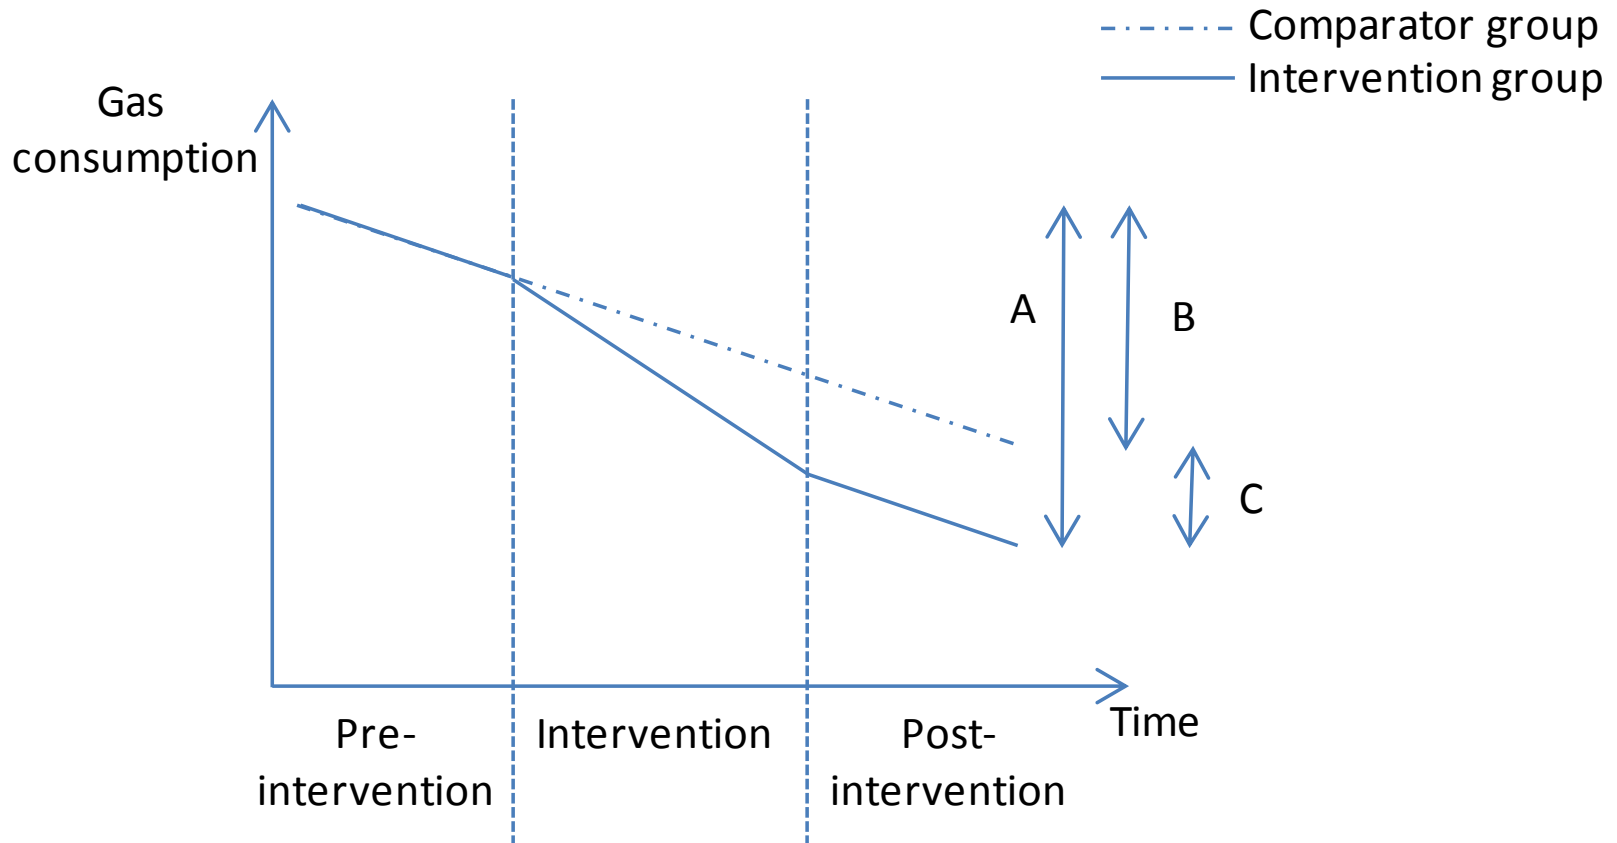 Comparator group
Intervention group
Gas
consumption
A
B
C
Time
Pre-
intervention
Intervention
Post-
intervention